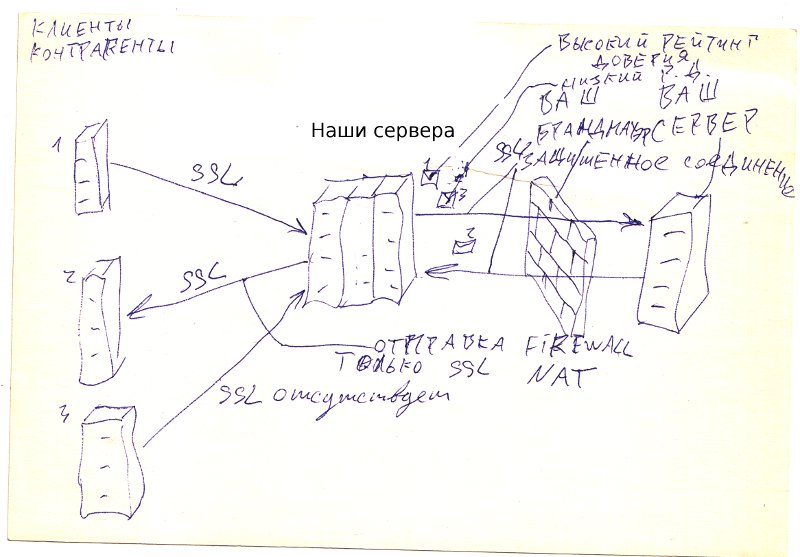 КЛИЕНТЫ
КОНТРАГЕНТЫ
ВЫСОКИЙ РЕЙТИНГ
ДОВЕРИЯ
НИЗКИЙ Р.Д.
ВАШ
ВАШ
БРАНДМАУЭР
СЕРВЕР
Наши сервера
SSL ЗАЩИЩЕННОЕ СОЕДИНЕНИЕ
1
SSL
1
3
2
2
SSL
ОТПРАВКА
ТОЛЬКО SSL
FIREWALL
NAT
SSL отсутствует
3